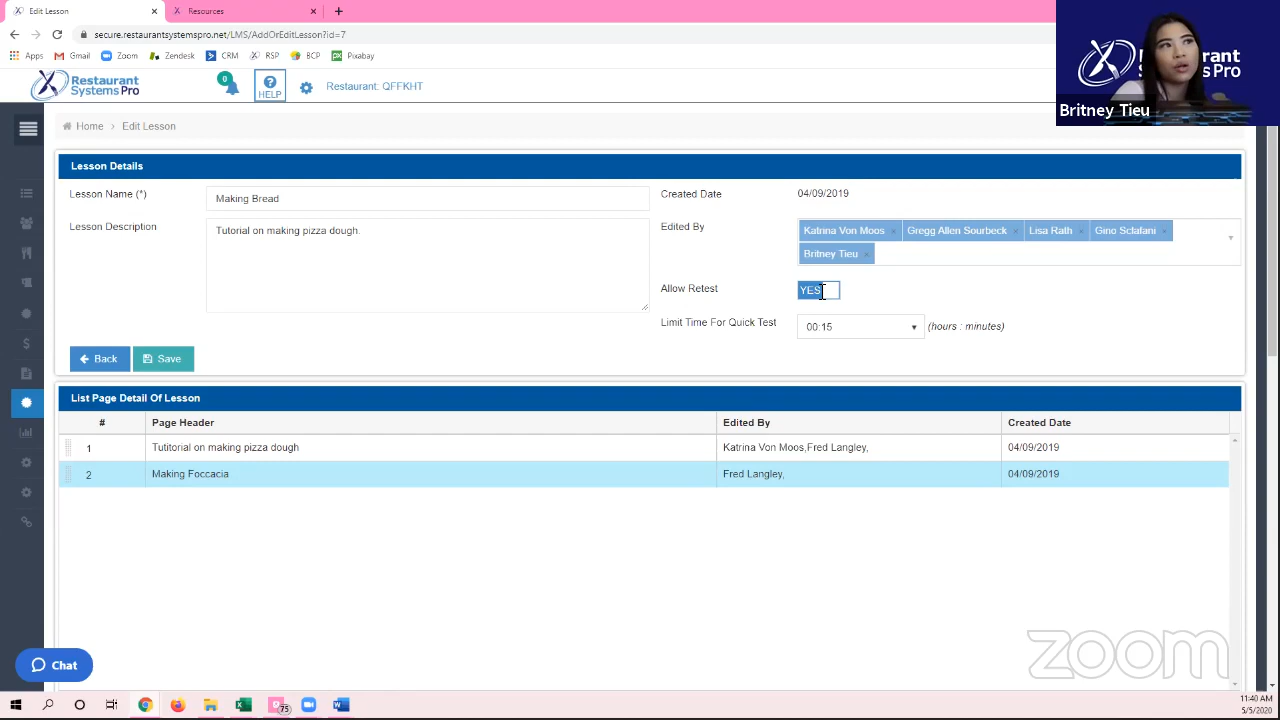 Edit Lesson
Resources
secure.restaurantsystemspro.net/LMS/AddOrEditLesson?id=7
Apps Gmail Zoom Zendesk CRM RSP BCP Pixabay
Restaurant Systems Pro
0
HELP
Restaurant: QFFKHT
Britney Tieu
Home > Edit Lesson
Lesson Details
Lesson Name (*) Making Bread
Created Date 04/09/2019
Lesson Description Tutorial on making pizza dough.
Edited By Katrina Von Moos × Gregg Allen Sourbeck × Lisa Rath × Gino Sclafani ×
Britney Tieu ×
Allow Retest YES
Limit Time For Quick Test 00:15 (hours : minutes)
Back Save
List Page Detail Of Lesson
# Page Header Edited By Created Date
1 Tutitorial on making pizza dough Katrina Von Moos,Fred Langley, 04/09/2019
2 Making Foccacia Fred Langley, 04/09/2019
zoom
Chat
75
11:40 AM
5/5/2020